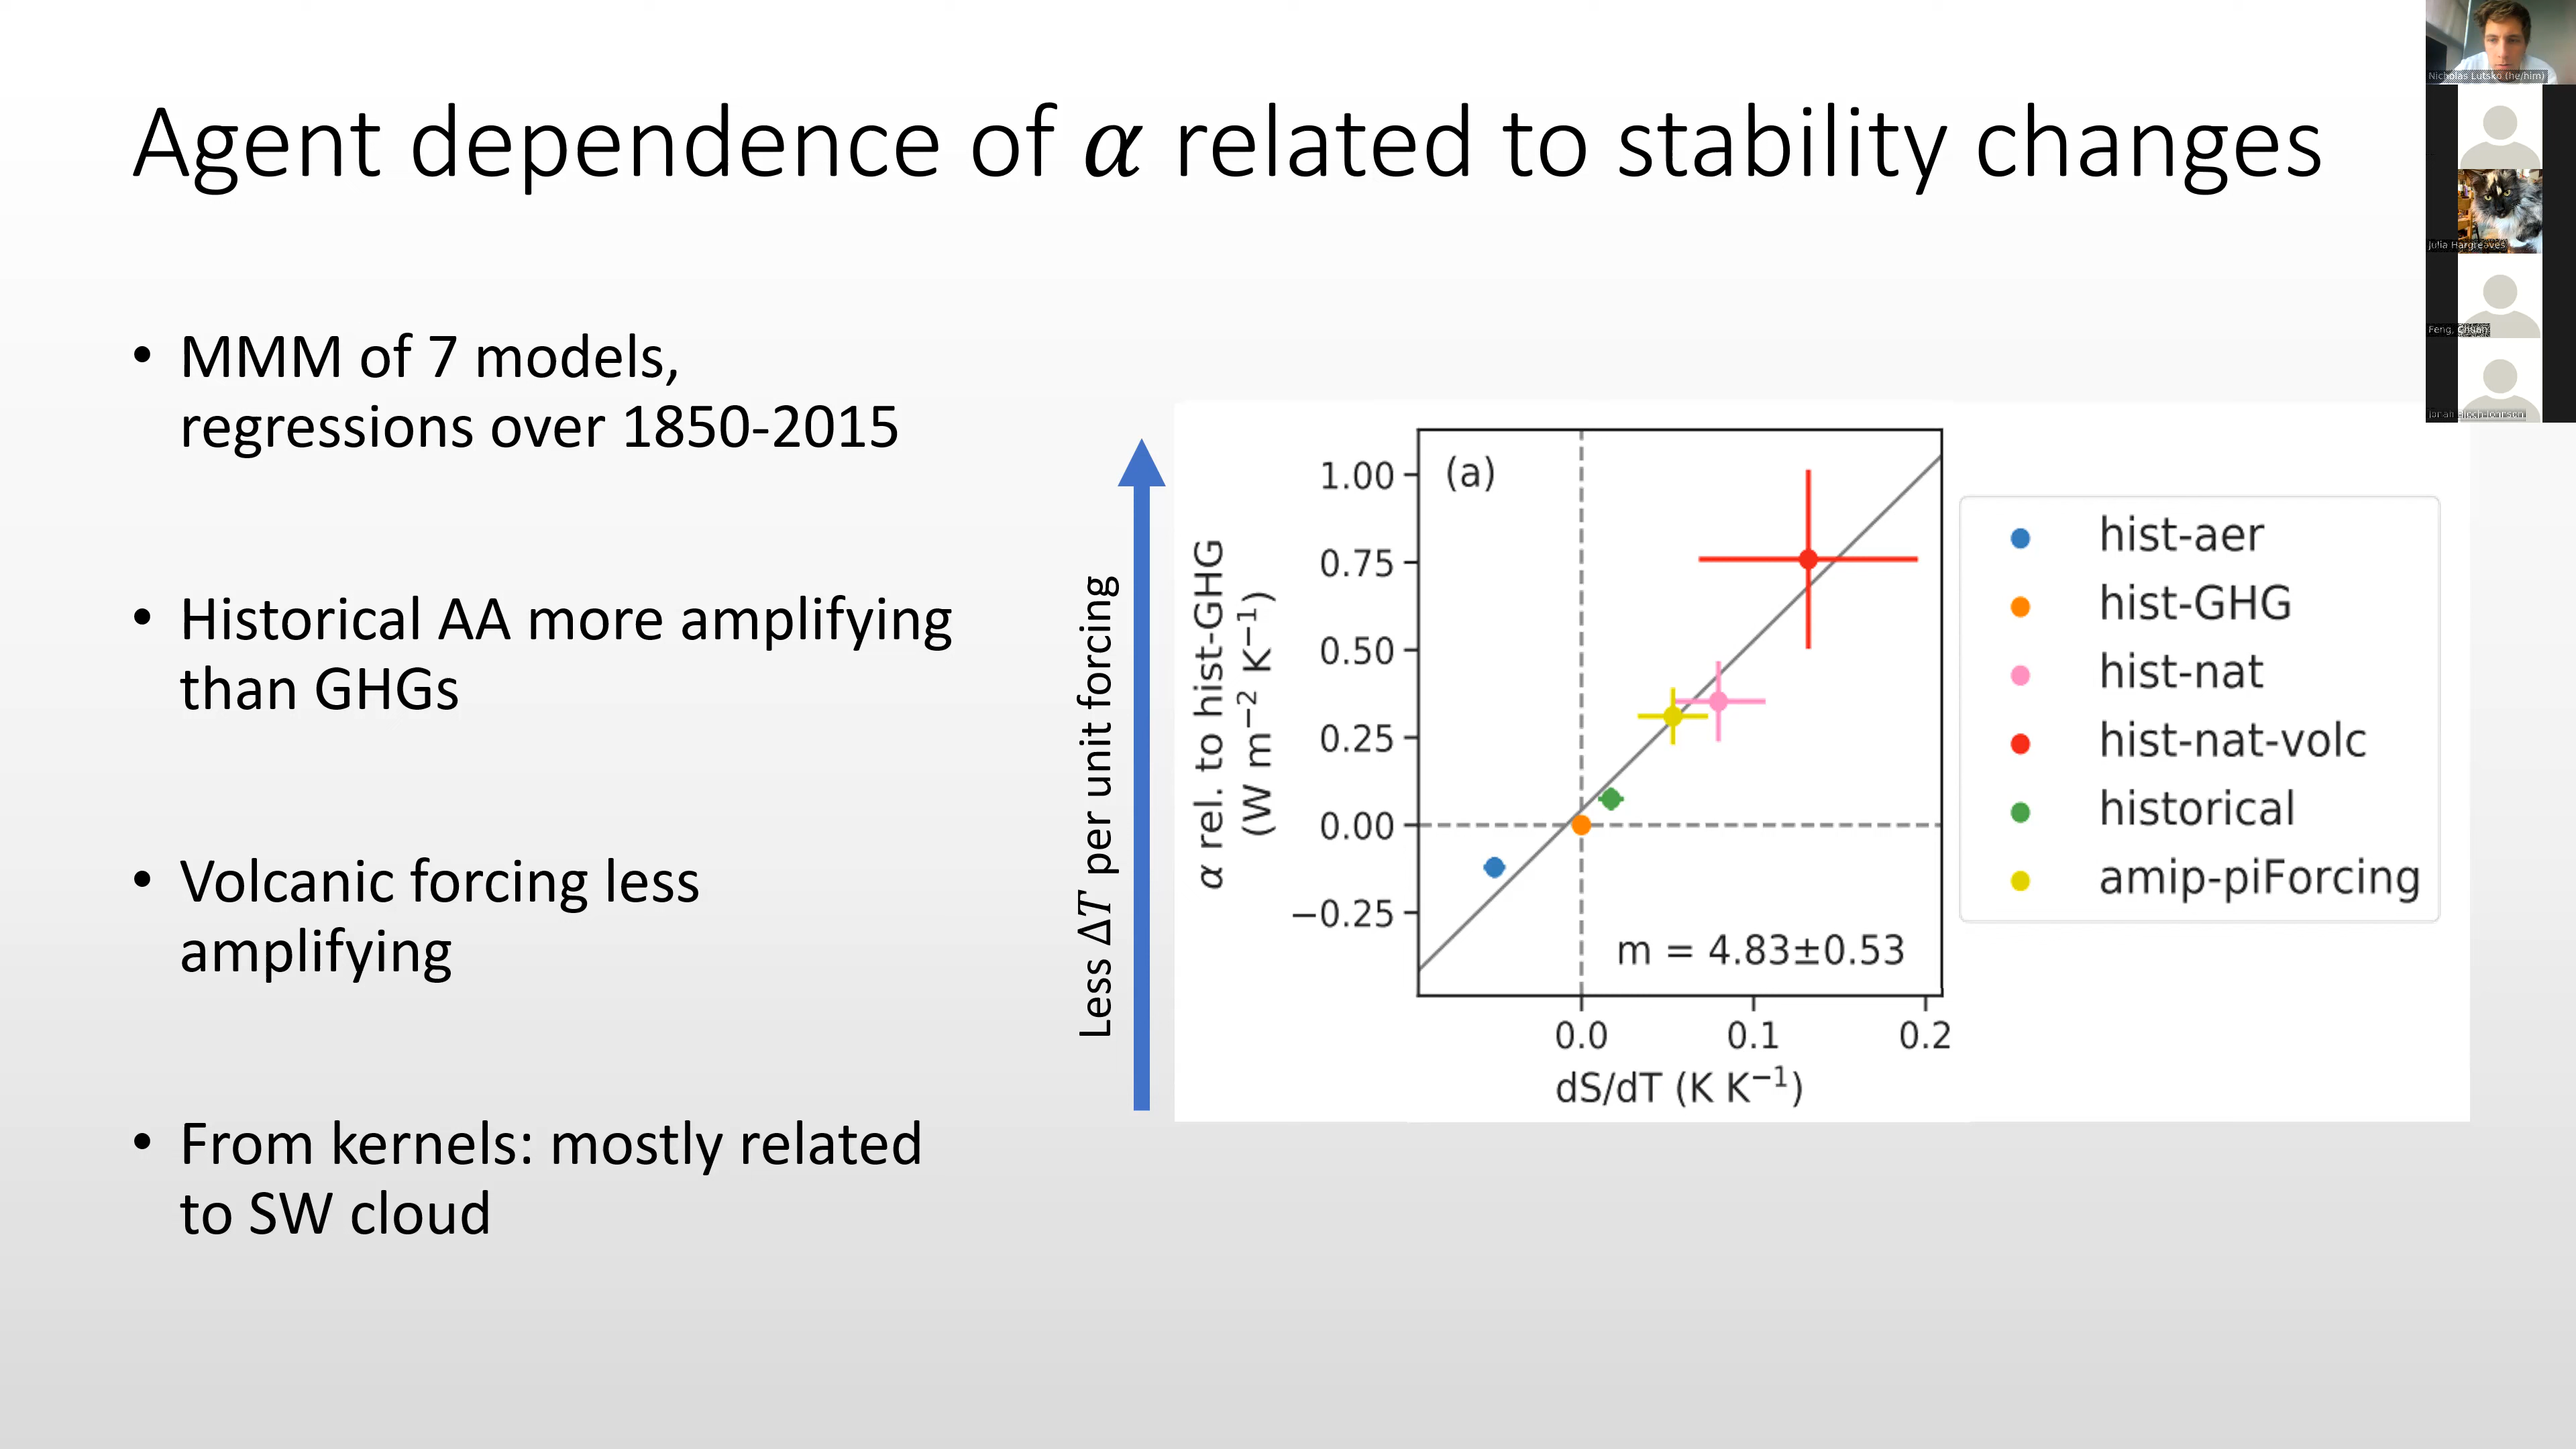 Agent dependence of α related to stability changes
• MMM of 7 models,
regressions over 1850-2015
• Historical AA more amplifying
than GHGs
• Volcanic forcing less
amplifying
• From kernels: mostly related
to SW cloud
Less ΔT per unit forcing
α rel. to hist-GHG
(W m⁻² K⁻¹)
(a)
1.00
0.75
0.50
0.25
0.00
−0.25
m = 4.83±0.53
0.0 0.1 0.2
dS/dT (K K⁻¹)
hist-aer
hist-GHG
hist-nat
hist-nat-volc
historical
amip-piForcing
Nicholas Lutsko (he/him)
Julia Hargreaves
Feng,